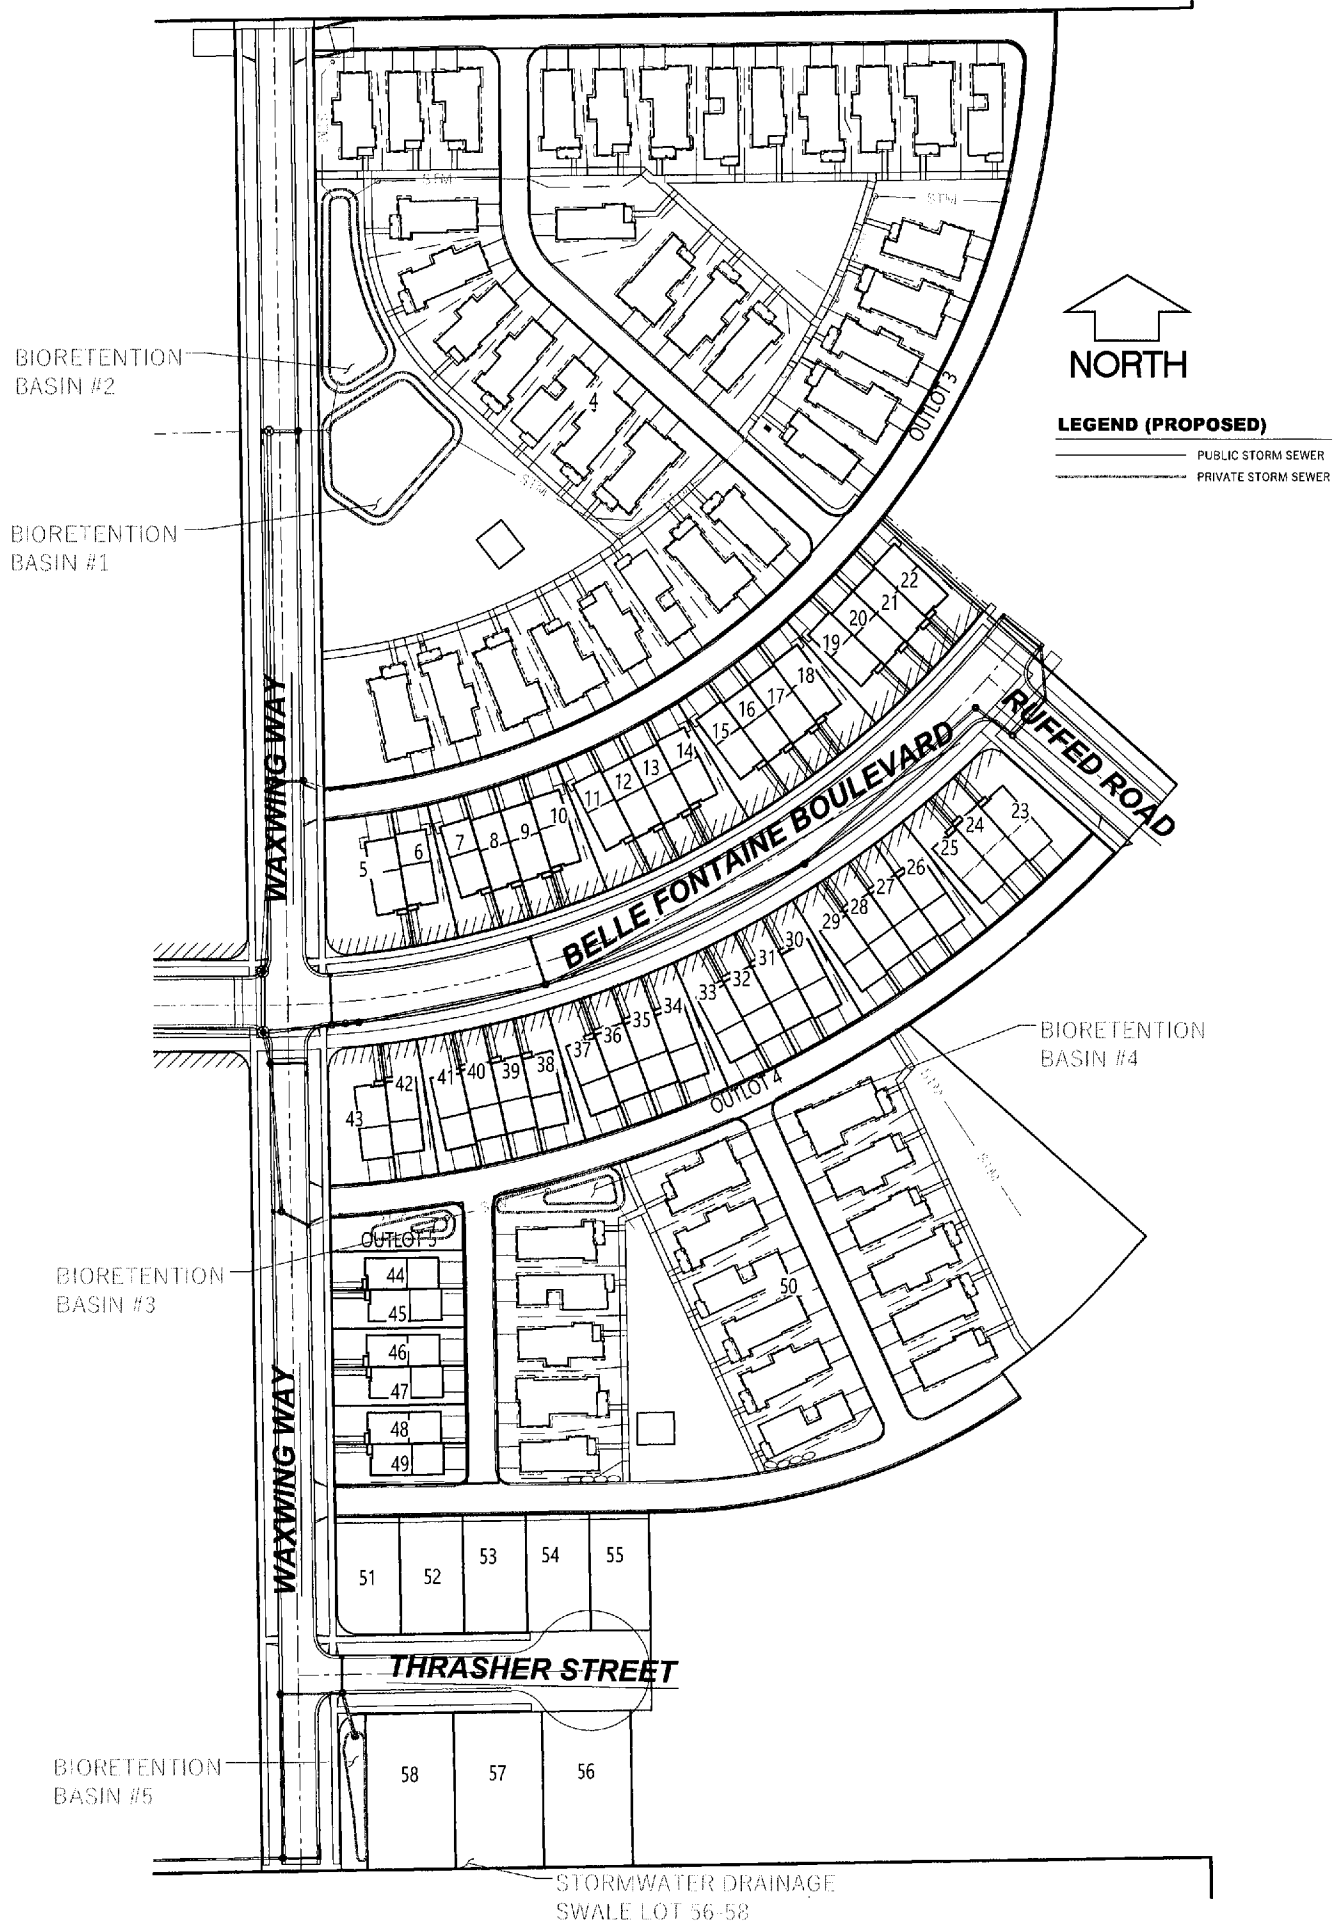 STM
STM
BIORETENTION
BASIN #2
NORTH
OUTLOT 3
4
LEGEND (PROPOSED)
PUBLIC STORM SEWER
PRIVATE STORM SEWER
STM
BIORETENTION
BASIN #1
22
21
20
19
18
17
16
15
14
13
12
11
10
9
8
7
6
5
WAXWING WAY
BELLE FONTAINE BOULEVARD
RUFFED ROAD
23
24
25
26
27
28
29
30
31
32
33
34
35
36
37
38
39
40
41
42
43
OUTLOT 4
BIORETENTION
BASIN #4
STM
STM
OUTLOT 5
BIORETENTION
BASIN #3
44
45
46
47
48
49
50
WAXWING WAY
51
52
53
54
55
THRASHER STREET
BIORETENTION
BASIN #5
58
57
56
STORMWATER DRAINAGE
SWALE LOT 56-58